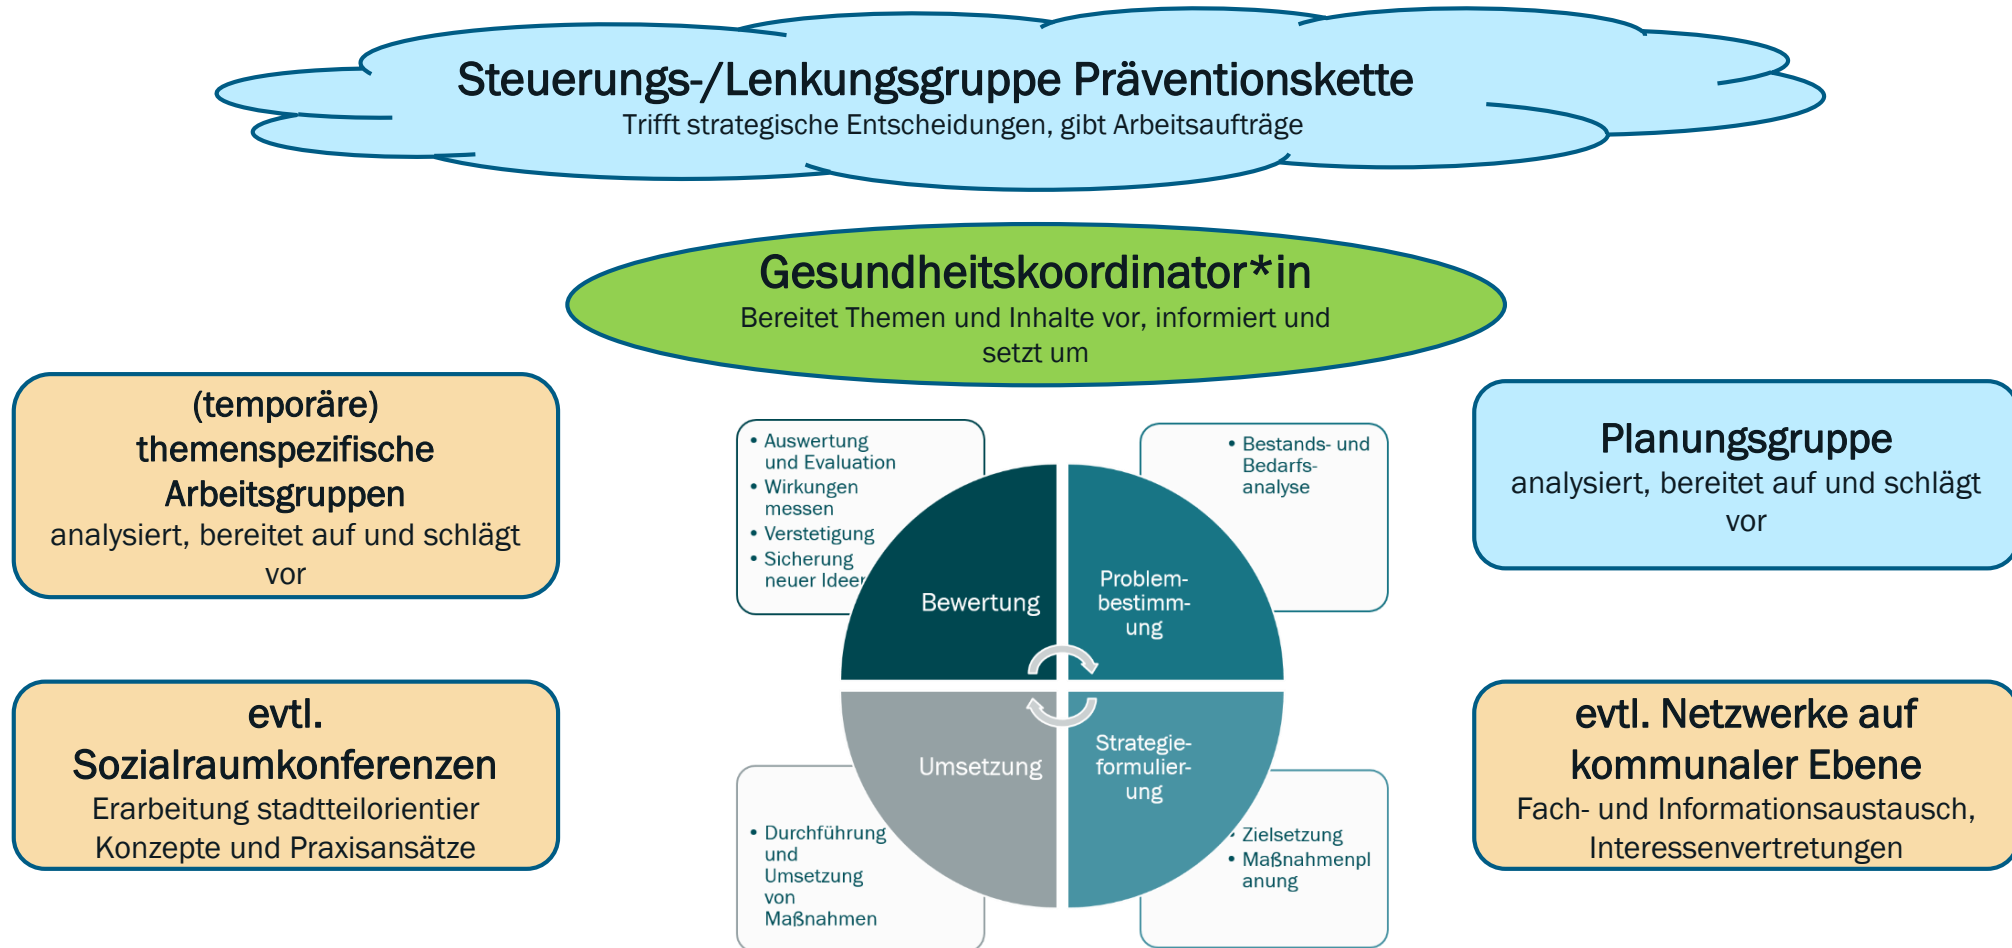 Steuerungs-/Lenkungsgruppe Präventionskette
Trifft strategische Entscheidungen, gibt Arbeitsaufträge
Gesundheitskoordinator*in
Bereitet Themen und Inhalte vor, informiert und
setzt um
(temporäre)
themenspezifische
Arbeitsgruppen
analysiert, bereitet auf und schlägt
vor
evtl.
Sozialraumkonferenzen
Erarbeitung stadtteilorientier
Konzepte und Praxisansätze
• Auswertung
und Evaluation
• Wirkungen
messen
• Verstetigung
• Sicherung
neuer Ideen
Bewertung
• Bestands- und
Bedarfs-
analyse
Problem-
bestimm-
ung
Umsetzung
• Durchführung
und
Umsetzung
von
Maßnahmen
Strategie-
formulier-
ung
• Zielsetzung
• Maßnahmenpl
anung
Planungsgruppe
analysiert, bereitet auf und schlägt
vor
evtl. Netzwerke auf
kommunaler Ebene
Fach- und Informationsaustausch,
Interessenvertretungen